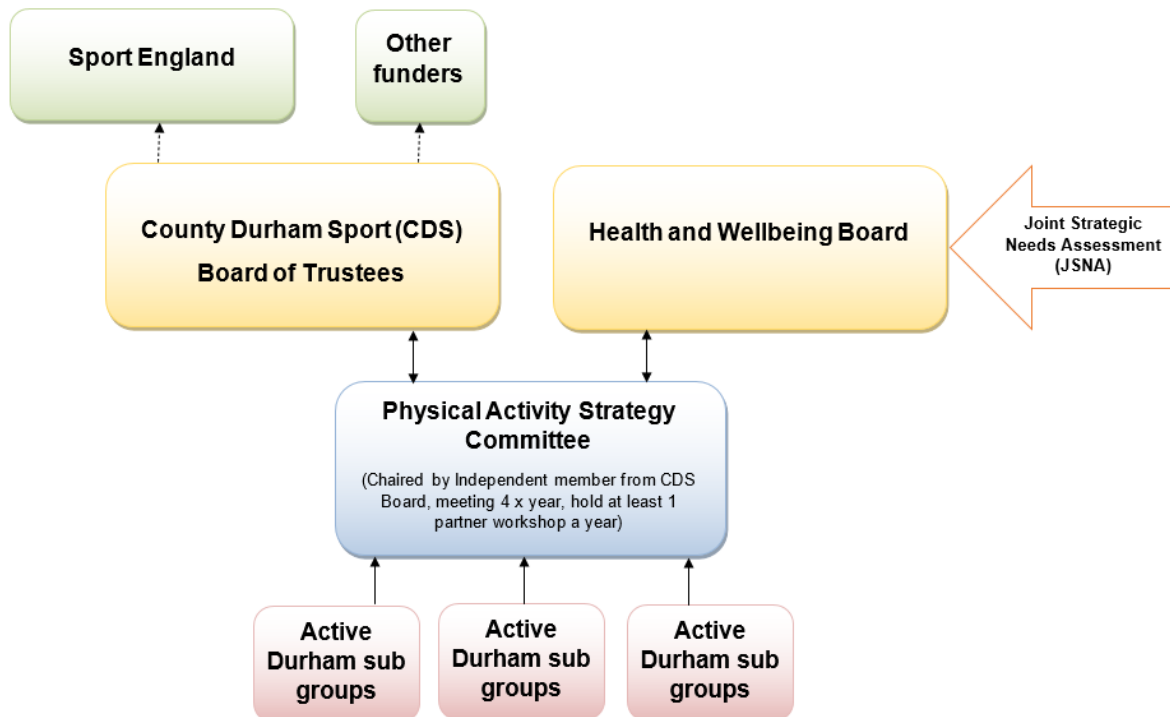 Sport England
Other
funders
County Durham Sport (CDS)
Board of Trustees
Health and Wellbeing Board
Joint Strategic
Needs Assessment
(JSNA)
Physical Activity Strategy
Committee
(Chaired by Independent member from CDS
Board, meeting 4 x year, hold at least 1
partner workshop a year)
Active
Durham sub
groups
Active
Durham sub
groups
Active
Durham sub
groups